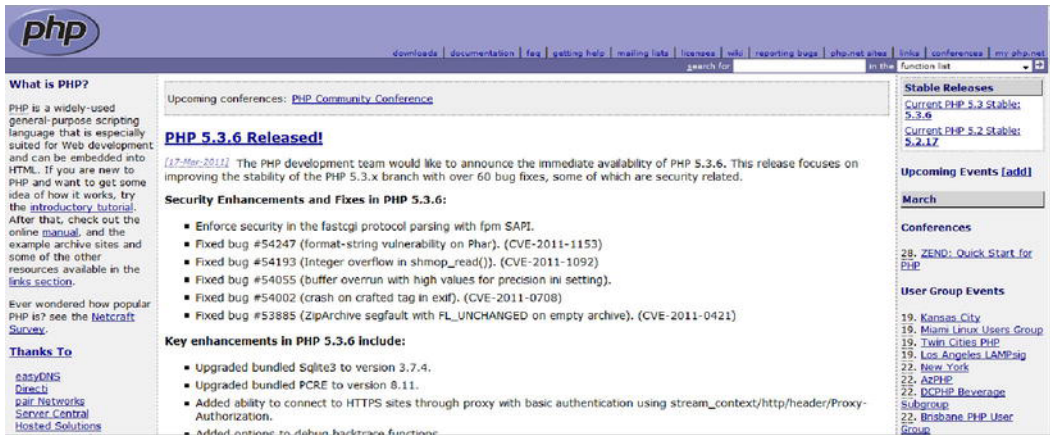 php
downloads | documentation | faq | getting help | mailing lists | licenses | wiki | reporting bugs | php.net sites | links | conferences | my php.net
search for in the function list
What is PHP?
PHP is a widely-used
general-purpose scripting
language that is especially
suited for Web development
and can be embedded into
HTML. If you are new to
PHP and want to get some
idea of how it works, try
the introductory tutorial.
After that, check out the
online manual, and the
example archive sites and
some of the other
resources available in the
links section.
Ever wondered how popular
PHP is? see the Netcraft
Survey.
Thanks To
easyDNS
Directi
pair Networks
Server Central
Hosted Solutions
Upcoming conferences: PHP Community Conference
PHP 5.3.6 Released!
[17-Mar-2011] The PHP development team would like to announce the immediate availability of PHP 5.3.6. This release focuses on
improving the stability of the PHP 5.3.x branch with over 60 bug fixes, some of which are security related.
Security Enhancements and Fixes in PHP 5.3.6:
▪ Enforce security in the fastcgi protocol parsing with fpm SAPI.
▪ Fixed bug #54247 (format-string vulnerability on Phar). (CVE-2011-1153)
▪ Fixed bug #54193 (Integer overflow in shmop_read()). (CVE-2011-1092)
▪ Fixed bug #54055 (buffer overrun with high values for precision ini setting).
▪ Fixed bug #54002 (crash on crafted tag in exif). (CVE-2011-0708)
▪ Fixed bug #53885 (ZipArchive segfault with FL_UNCHANGED on empty archive). (CVE-2011-0421)
Key enhancements in PHP 5.3.6 include:
▪ Upgraded bundled Sqlite3 to version 3.7.4.
▪ Upgraded bundled PCRE to version 8.11.
▪ Added ability to connect to HTTPS sites through proxy with basic authentication using stream_context/http/header/Proxy-
Authorization.
▪ Added options to debug backtrace functions.
Stable Releases
Current PHP 5.3 Stable:
5.3.6
Current PHP 5.2 Stable:
5.2.17
Upcoming Events [add]
March
Conferences
28. ZEND: Quick Start for
PHP
User Group Events
19. Kansas City
19. Miami Linux Users Group
19. Twin Cities PHP
19. Los Angeles LAMPsig
22. New York
22. AzPHP
22. DCPHP Beverage
Subgroup
22. Brisbane PHP User
Group